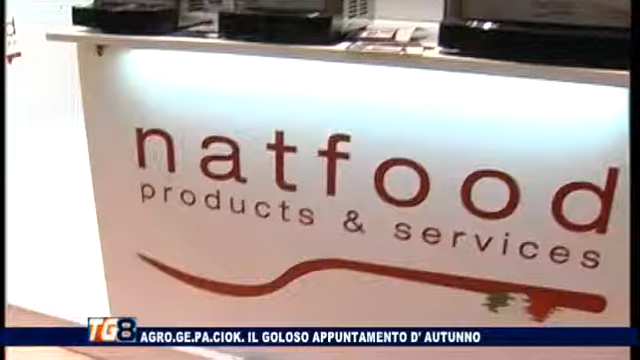 natfood
products & services
TG8 AGRO.GE.PA.CIOK. IL GOLOSO APPUNTAMENTO D' AUTUNNO